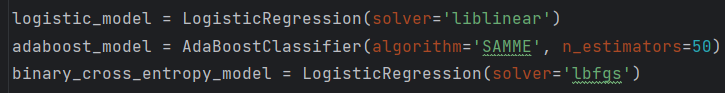 logistic_model = LogisticRegression(solver='liblinear')
adaboost_model = AdaBoostClassifier(algorithm='SAMME', n_estimators=50)
binary_cross_entropy_model = LogisticRegression(solver='lbfgs')